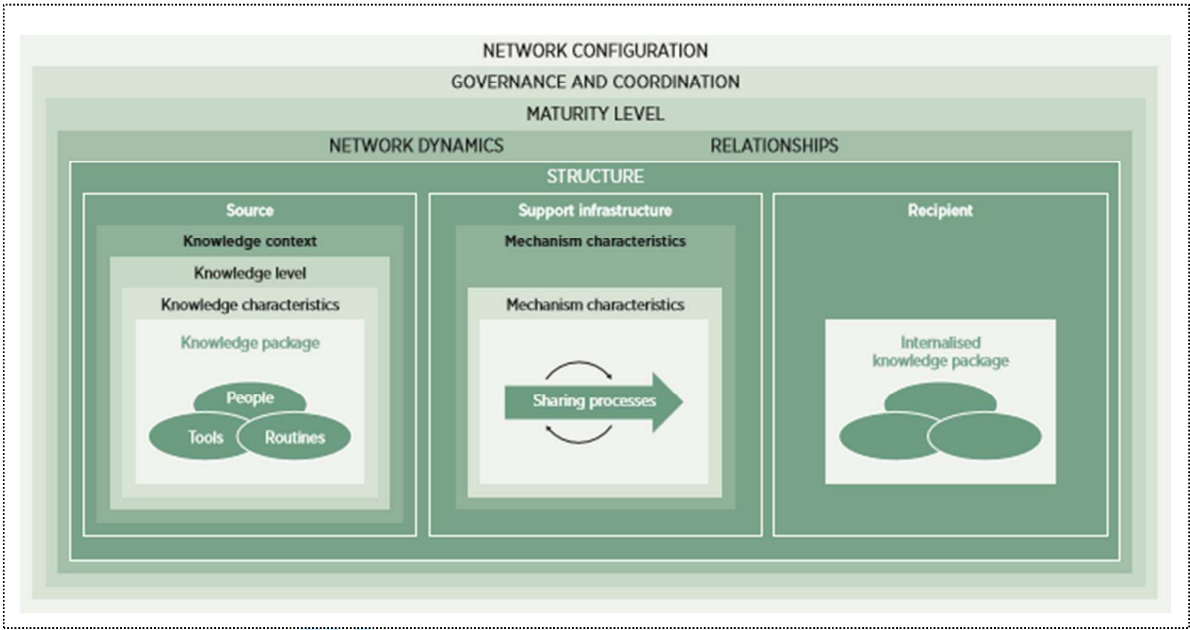 NETWORK CONFIGURATION
GOVERNANCE AND COORDINATION
MATURITY LEVEL
NETWORK DYNAMICS RELATIONSHIPS
STRUCTURE
Source
Knowledge context
Knowledge level
Knowledge characteristics
Knowledge package
People
Tools
Routines
Support infrastructure
Mechanism characteristics
Mechanism characteristics
Sharing processes
Recipient
Internalised
knowledge package